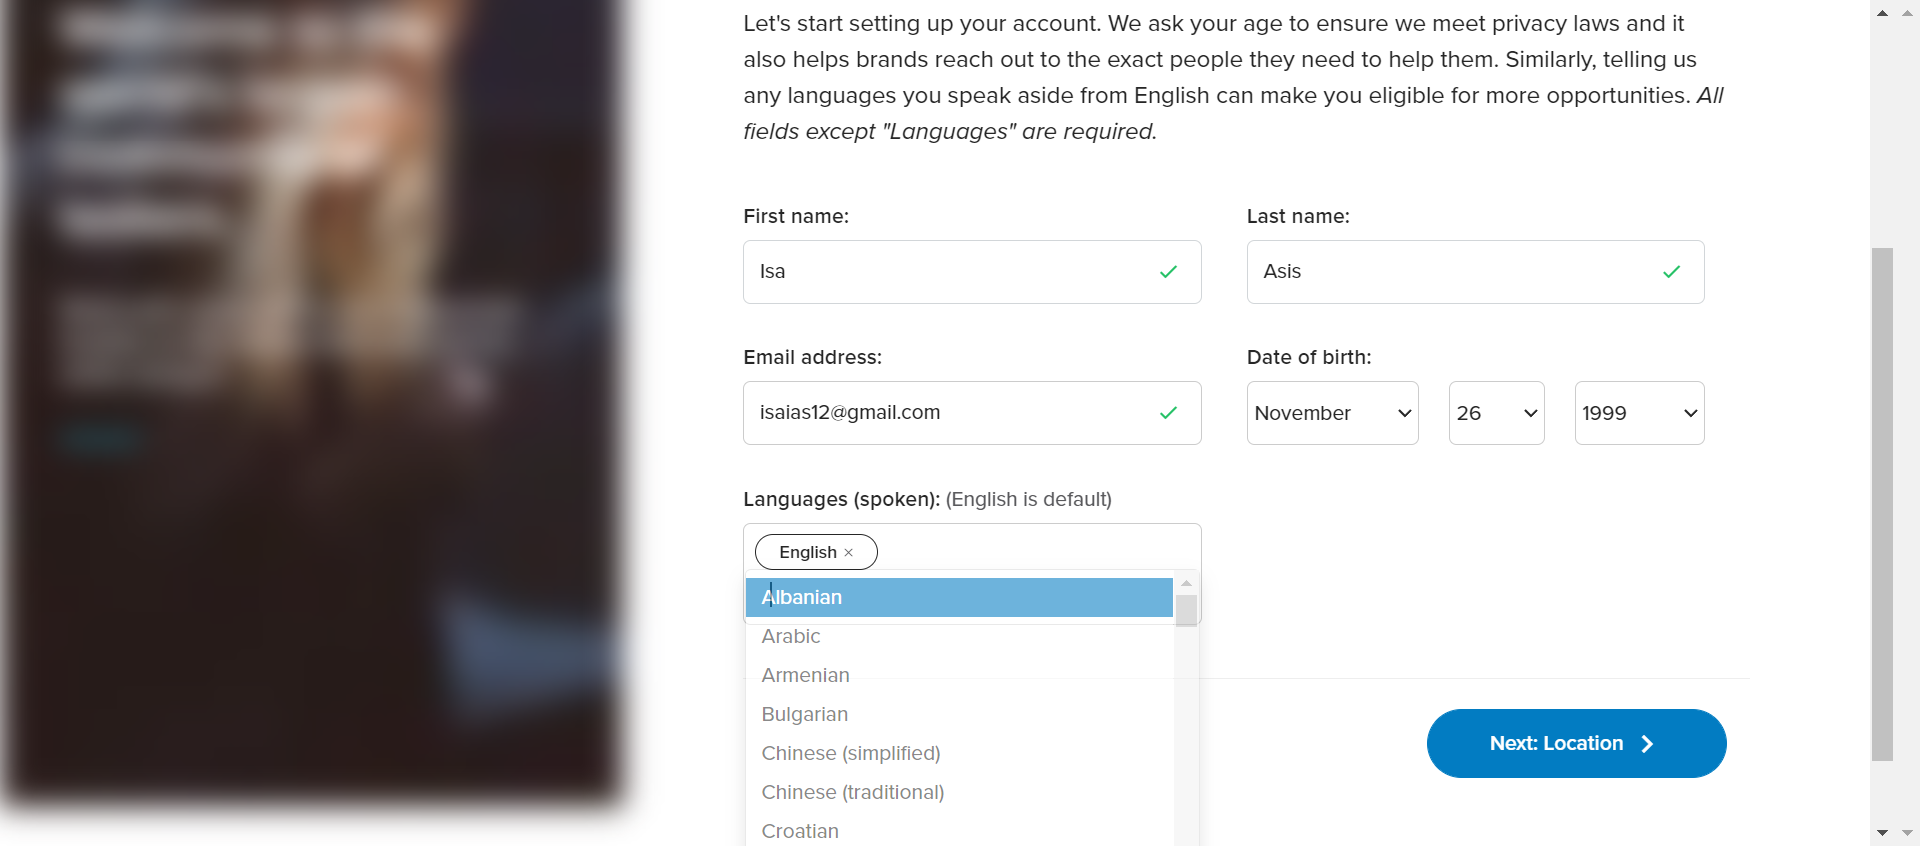 Let's start setting up your account. We ask your age to ensure we meet privacy laws and it
also helps brands reach out to the exact people they need to help them. Similarly, telling us
any languages you speak aside from English can make you eligible for more opportunities. All
fields except "Languages" are required.
First name:
Last name:
Isa
Asis
Email address:
Date of birth:
isaias12@gmail.com
November
26
1999
Languages (spoken): (English is default)
English ×
Albanian
Arabic
Armenian
Bulgarian
Chinese (simplified)
Chinese (traditional)
Croatian
Next: Location